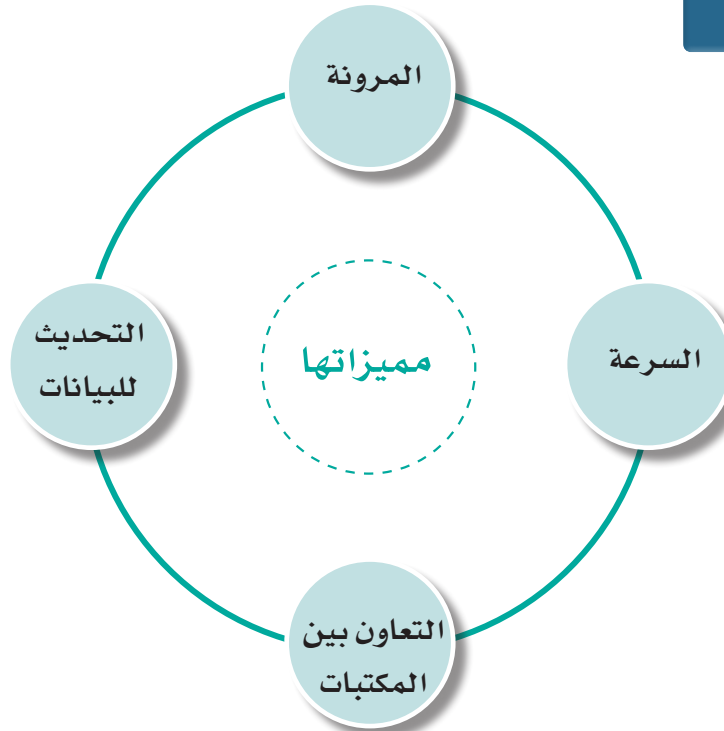 المرونة
مميزاتها
السرعة
التحديث
للبيانات
التعاون بين
المكتبات